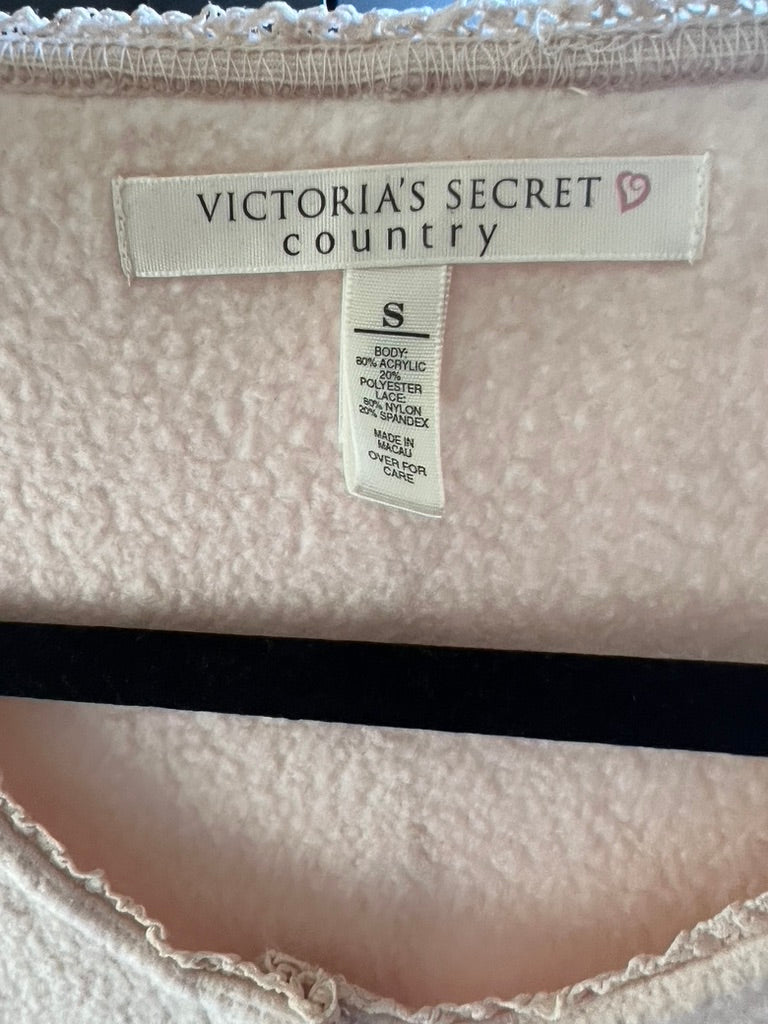 VICTORIA'S SECRET
country
S
BODY:
80% ACRYLIC
20%
POLYESTER
LACE:
80% NYLON
20% SPANDEX
MADE IN
MACAU
OVER FOR
CARE